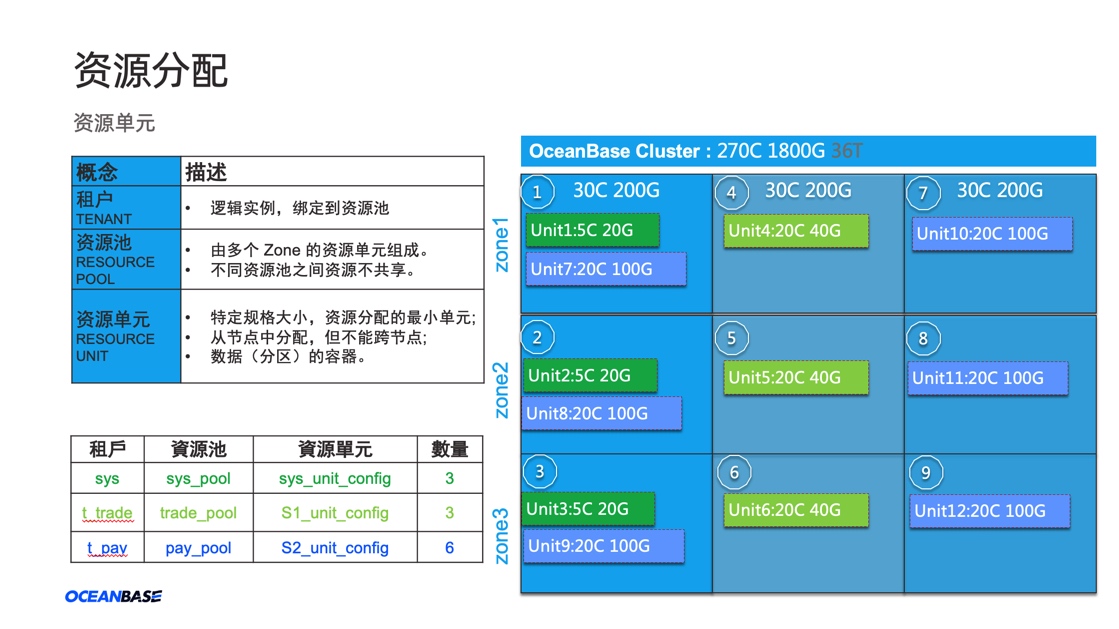 资源分配
资源单元
概念 描述
租户
TENANT
• 逻辑实例，绑定到资源池
资源池
RESOURCE
POOL
• 由多个 Zone 的资源单元组成。
• 不同资源池之间资源不共享。
资源单元
RESOURCE
UNIT
• 特定规格大小，资源分配的最小单元;
• 从节点中分配，但不能跨节点;
• 数据（分区）的容器。
租戶 資源池 資源單元 數量
sys sys_pool sys_unit_config 3
t_trade trade_pool S1_unit_config 3
t_pay pay_pool S2_unit_config 6
OCEANBASE
OceanBase Cluster : 270C 1800G 36T
zone1
1 30C 200G
Unit1:5C 20G
Unit7:20C 100G
4 30C 200G
Unit4:20C 40G
7 30C 200G
Unit10:20C 100G
zone2
2
Unit2:5C 20G
Unit8:20C 100G
5
Unit5:20C 40G
8
Unit11:20C 100G
zone3
3
Unit3:5C 20G
Unit9:20C 100G
6
Unit6:20C 40G
9
Unit12:20C 100G